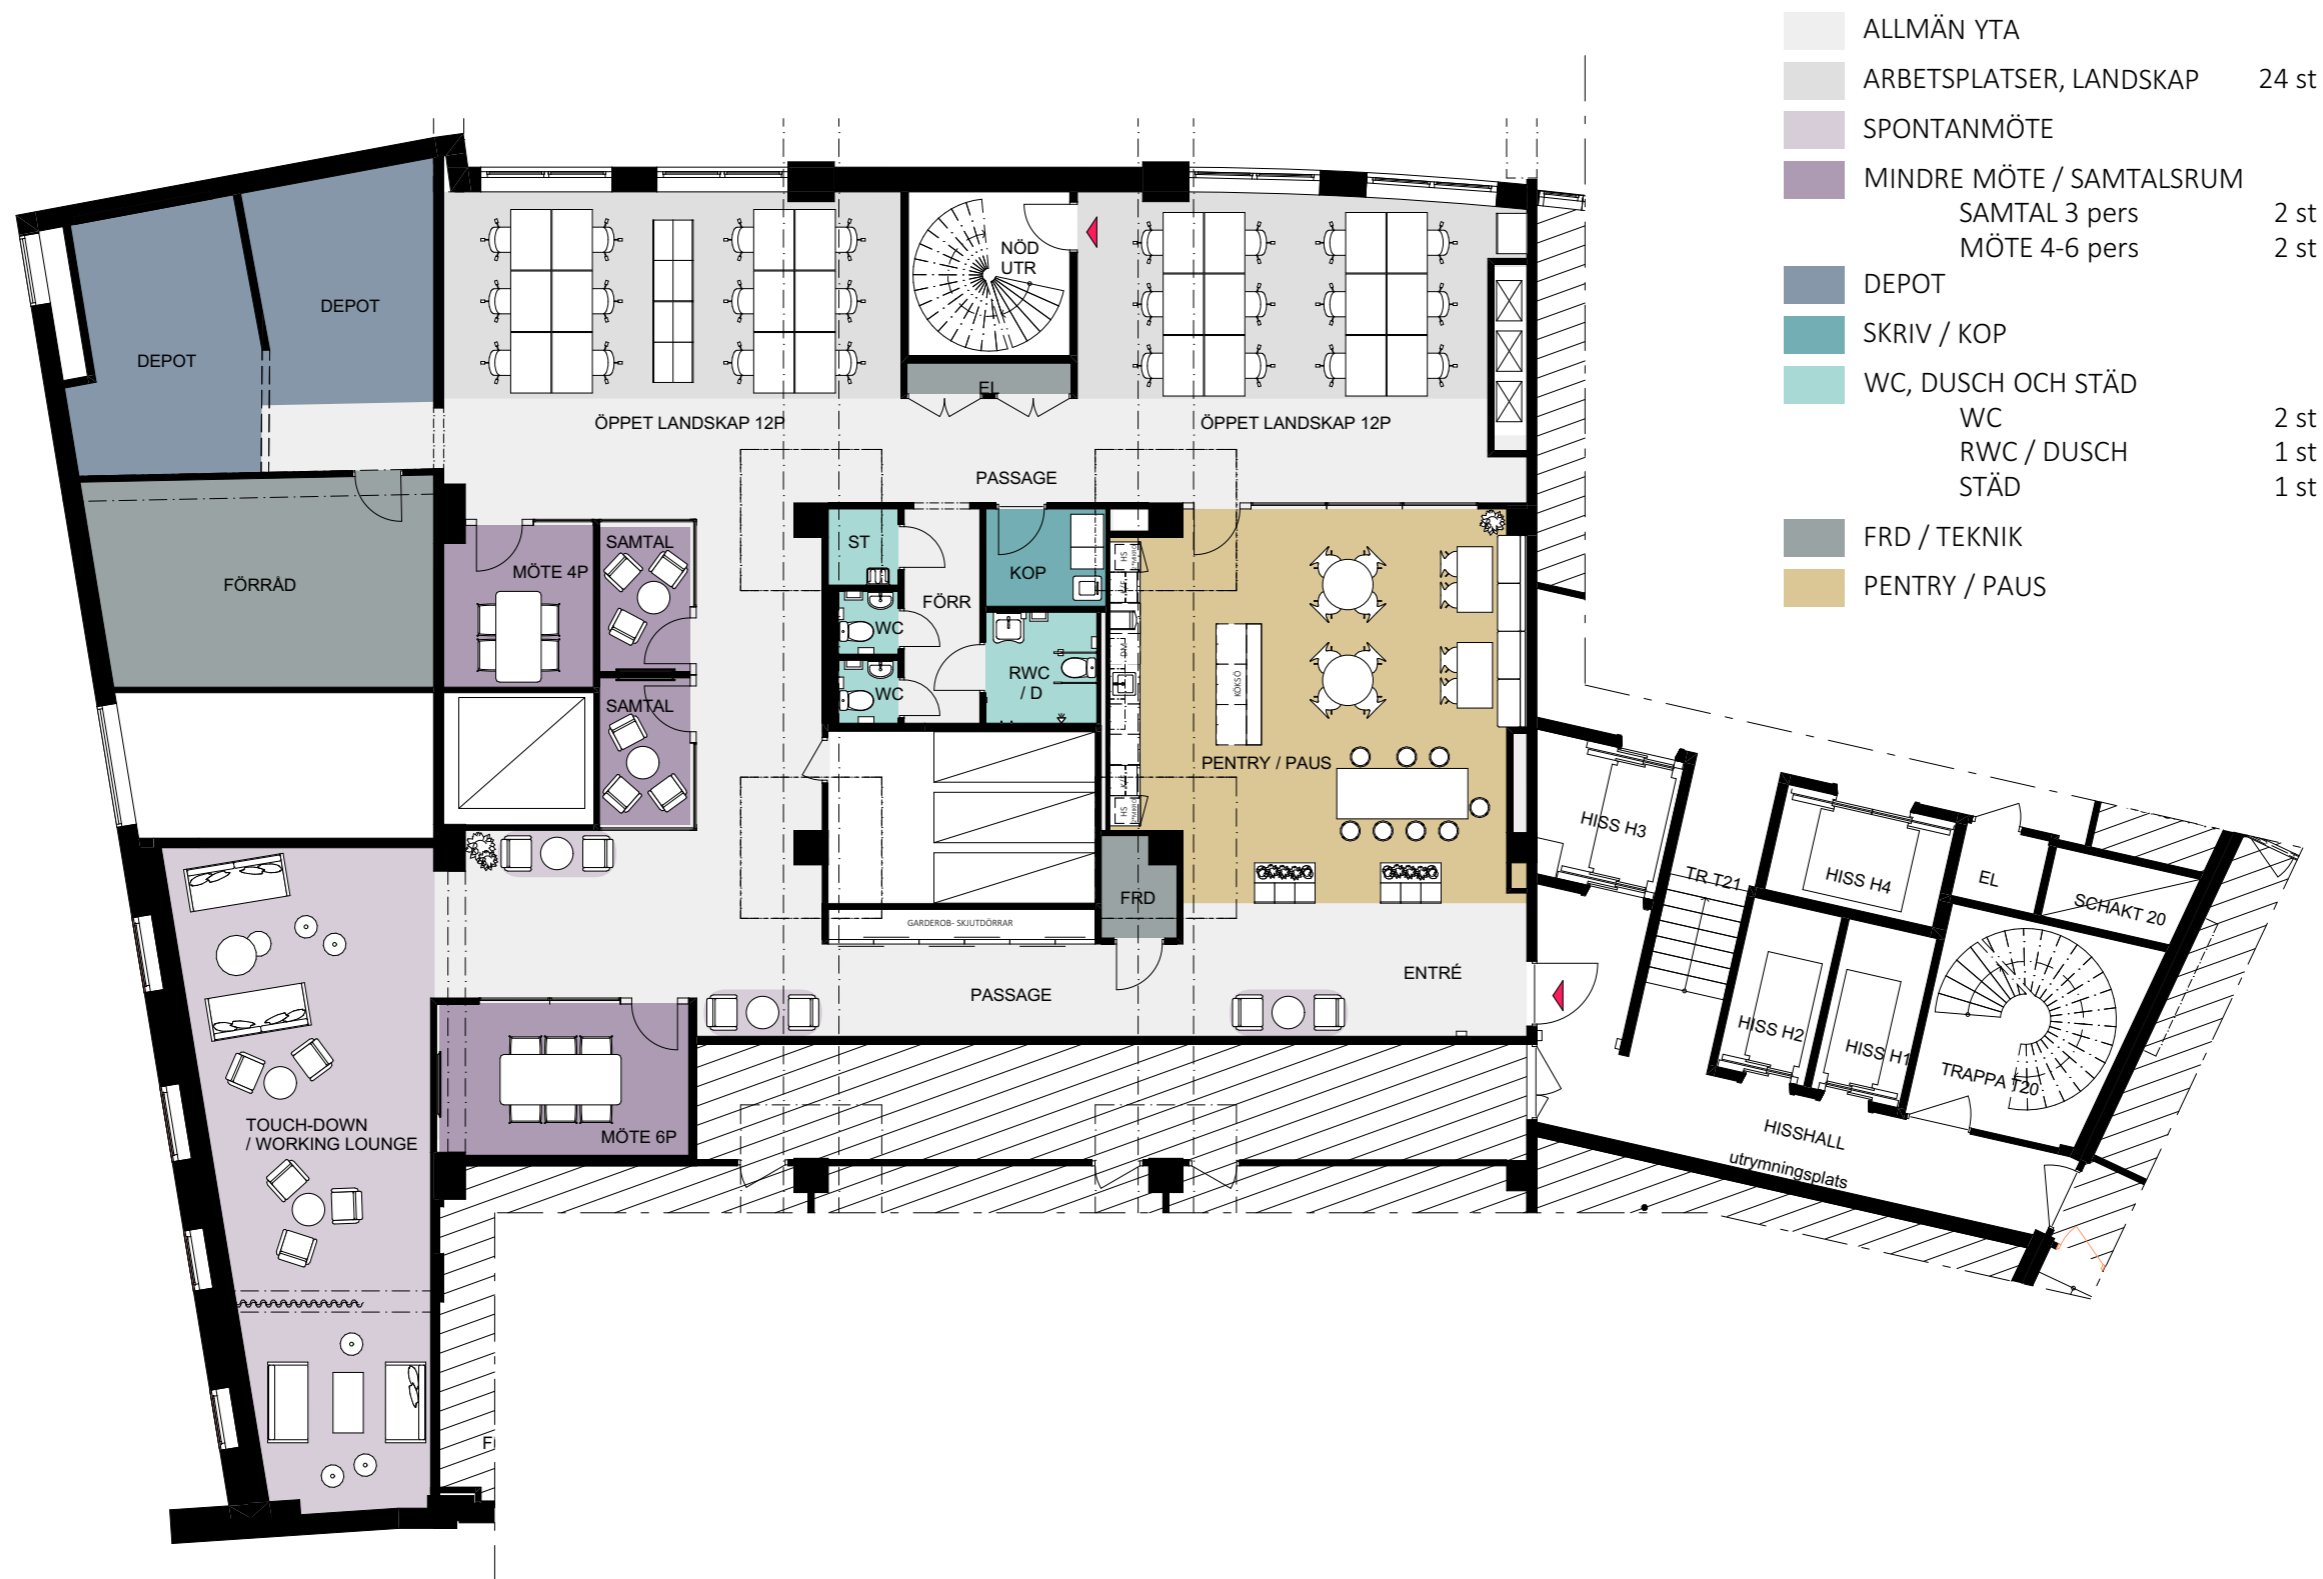 ALLMÄN YTA
ARBETSPLATSER, LANDSKAP 24 st
SPONTANMÖTE
MINDRE MÖTE / SAMTALSRUM
SAMTAL 3 pers 2 st
MÖTE 4-6 pers 2 st
DEPOT
SKRIV / KOP
WC, DUSCH OCH STÄD
WC 2 st
RWC / DUSCH 1 st
STÄD 1 st
FRD / TEKNIK
PENTRY / PAUS
NÖD
UTR
DEPOT
DEPOT
EL
ÖPPET LANDSKAP 12P
ÖPPET LANDSKAP 12P
PASSAGE
SAMTAL
ST
MÖTE 4P
KOP
FÖRRÅD
FÖRR
WC
RWC
/ D
WC
KÖKSÖ
DM
HS
SAMTAL
PENTRY / PAUS
K/F
HS
HISS H3
TR T21
HISS H4
EL
SCHAKT 20
FRD
GARDEROB- SKJUTDÖRRAR
ENTRÉ
PASSAGE
HISS H2
HISS H1
TRAPPA T20
TOUCH-DOWN
/ WORKING LOUNGE
MÖTE 6P
HISSHALL
utrymningsplats
F